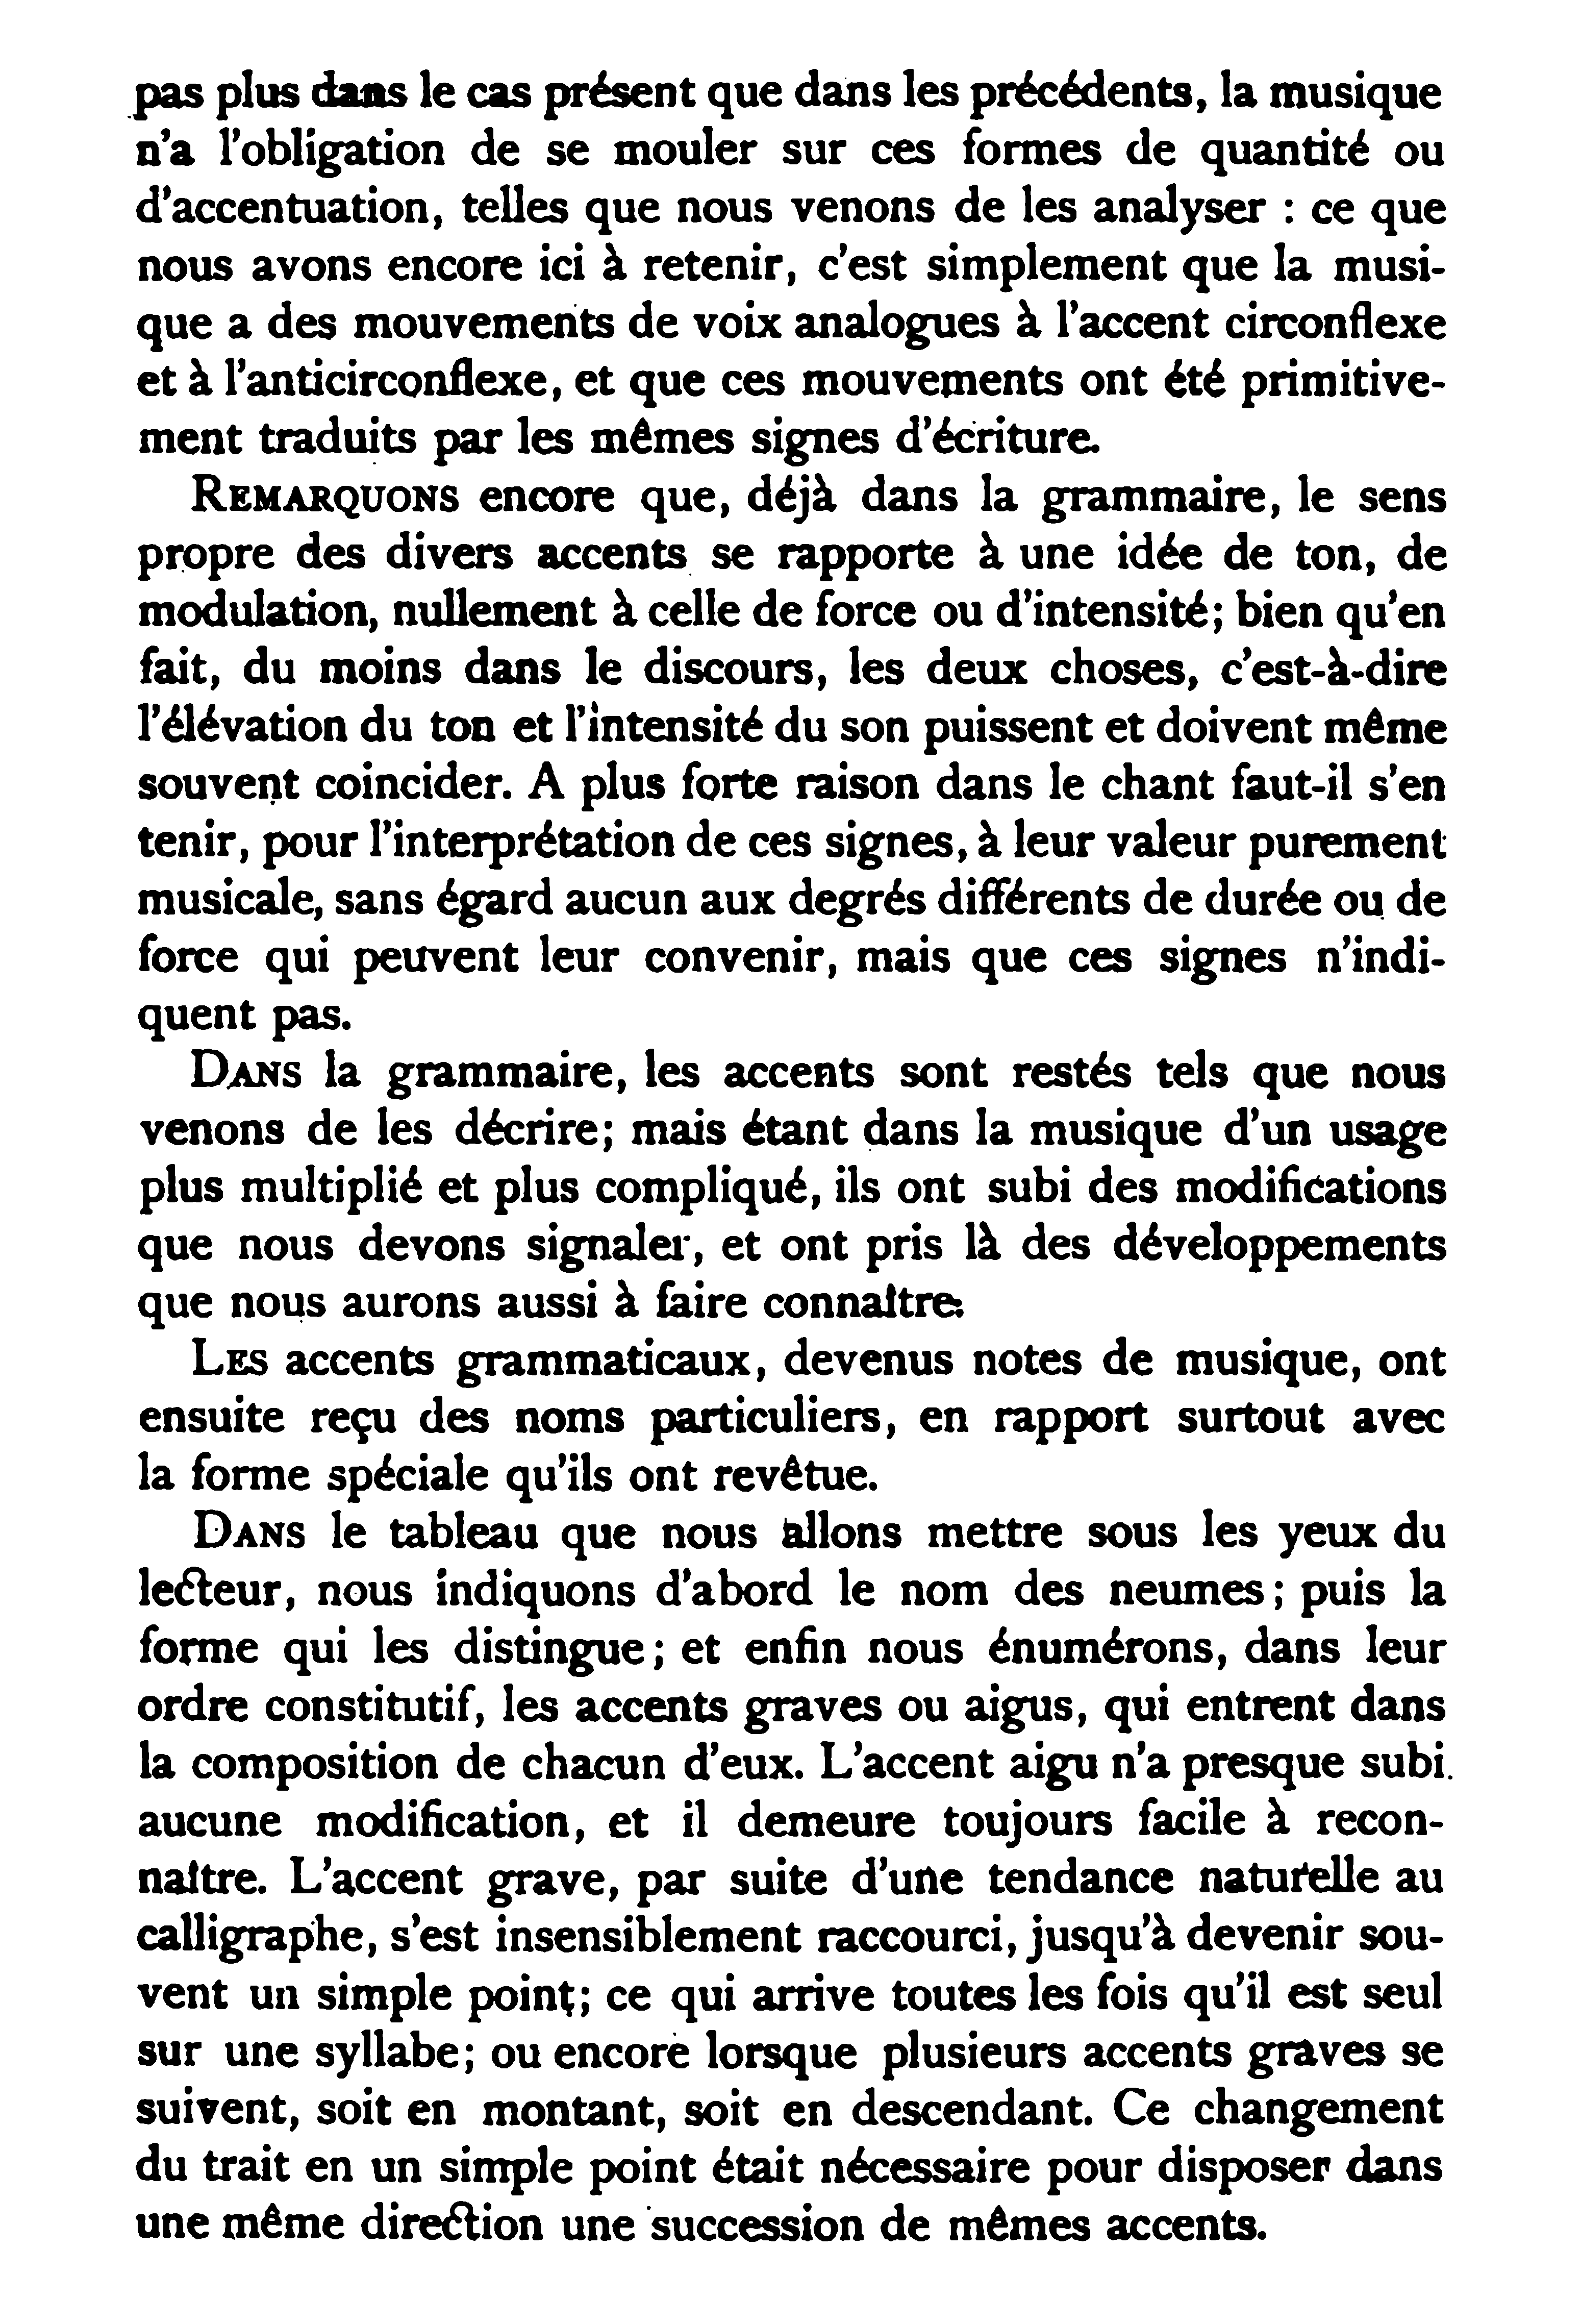 pas plus dans le cas présent que dans les précédents, la musique
n'a l'obligation de se mouler sur ces formes de quantité ou
d'accentuation, telles que nous venons de les analyser : ce que
nous avons encore ici à retenir, c'est simplement que la musi-
que a des mouvements de voix analogues à l'accent circonflexe
et à l'anticirconflexe, et que ces mouvements ont été primitive-
ment traduits par les mêmes signes d'écriture.
REMARQUONS encore que, déjà dans la grammaire, le sens
propre des divers accents se rapporte à une idée de ton, de
modulation, nullement à celle de force ou d'intensité; bien qu'en
fait, du moins dans le discours, les deux choses, c'est-à-dire
l'élévation du ton et l'intensité du son puissent et doivent même
souvent coincider. A plus forte raison dans le chant faut-il s'en
tenir, pour l'interprétation de ces signes, à leur valeur purement
musicale, sans égard aucun aux degrés différents de durée ou de
force qui peuvent leur convenir, mais que ces signes n'indi-
quent pas.
DANS la grammaire, les accents sont restés tels que nous
venons de les décrire; mais étant dans la musique d'un usage
plus multiplié et plus compliqué, ils ont subi des modifications
que nous devons signaler, et ont pris là des développements
que nous aurons aussi à faire connaître.
LES accents grammaticaux, devenus notes de musique, ont
ensuite reçu des noms particuliers, en rapport surtout avec
la forme spéciale qu'ils ont revêtue.
DANS le tableau que nous allons mettre sous les yeux du
lecteur, nous indiquons d'abord le nom des neumes; puis la
forme qui les distingue; et enfin nous énumérons, dans leur
ordre constitutif, les accents graves ou aigus, qui entrent dans
la composition de chacun d'eux. L'accent aigu n'a presque subi
aucune modification, et il demeure toujours facile à recon-
naître. L'accent grave, par suite d'une tendance naturelle au
calligraphe, s'est insensiblement raccourci, jusqu'à devenir sou-
vent un simple point; ce qui arrive toutes les fois qu'il est seul
sur une syllabe; ou encore lorsque plusieurs accents graves se
suivent, soit en montant, soit en descendant. Ce changement
du trait en un simple point était nécessaire pour disposer dans
une même direction une succession de mêmes accents.